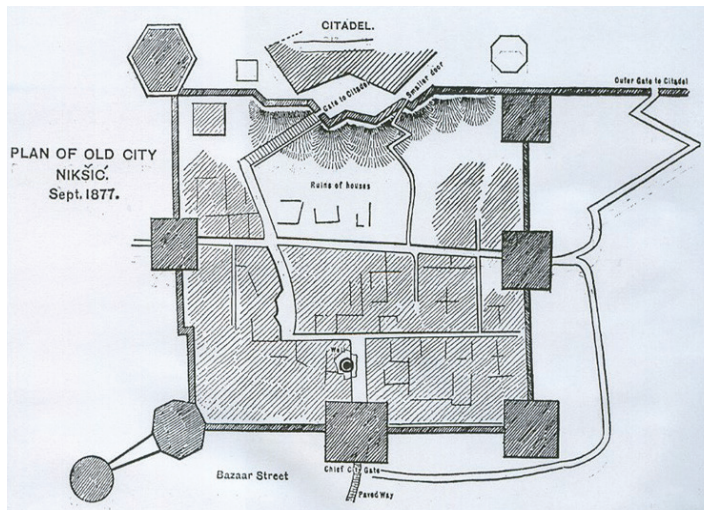 CITADEL.
Outer Gate to Citadel
Gate to Citadel
Smaller door
PLAN OF OLD CITY
NIKŠIĆ.
Sept. 1877.
Ruins of houses
Well
Chief City Gate
Bazaar Street
Paved Way